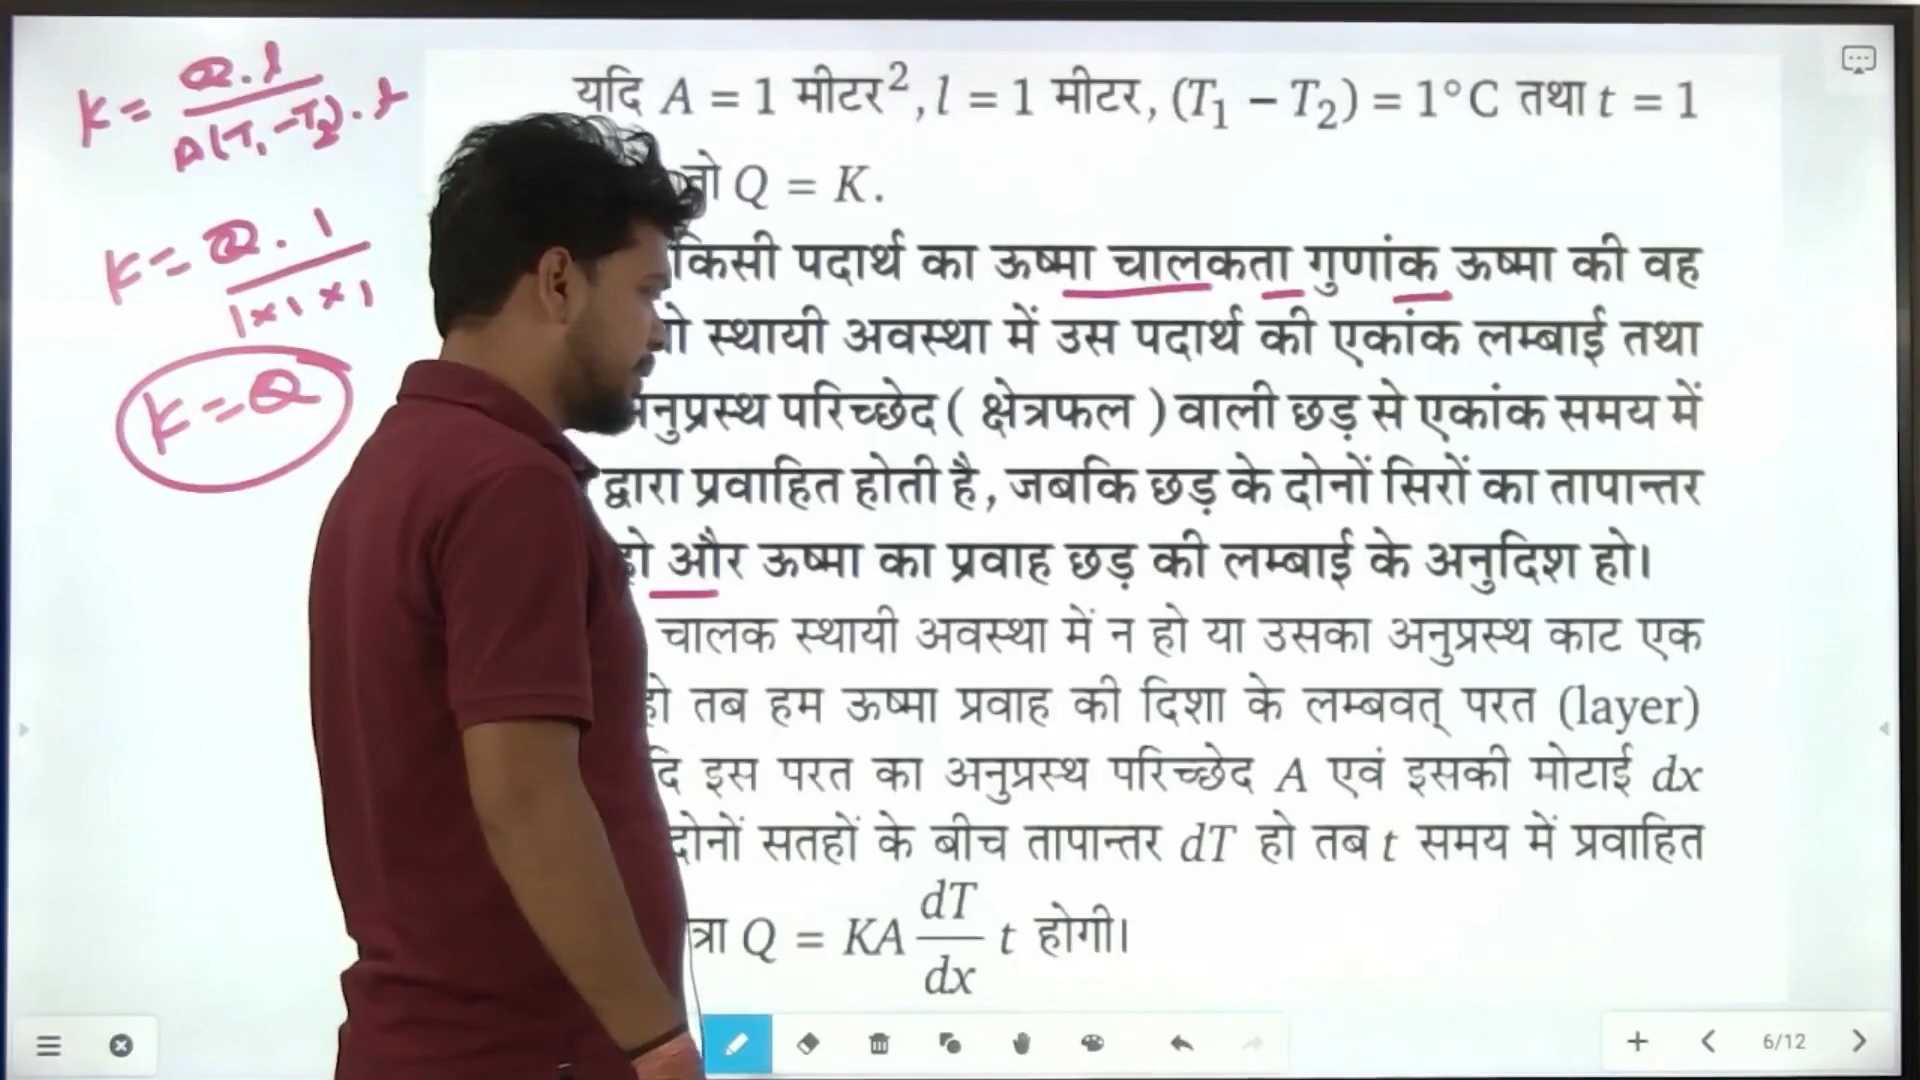 K = Q.l / A(T₁-T₂).t
K = Q.1 / 1×1×1
K = Q
यदि A = 1 मीटर², l = 1 मीटर, (T₁ − T₂) = 1°C तथा t = 1
तो Q = K.
किसी पदार्थ का ऊष्मा चालकता गुणांक ऊष्मा की वह
स्थायी अवस्था में उस पदार्थ की एकांक लम्बाई तथा
अनुप्रस्थ परिच्छेद ( क्षेत्रफल ) वाली छड़ से एकांक समय में
द्वारा प्रवाहित होती है, जबकि छड़ के दोनों सिरों का तापान्तर
हो और ऊष्मा का प्रवाह छड़ की लम्बाई के अनुदिश हो।
चालक स्थायी अवस्था में न हो या उसका अनुप्रस्थ काट एक
हो तब हम ऊष्मा प्रवाह की दिशा के लम्बवत् परत (layer)
इस परत का अनुप्रस्थ परिच्छेद A एवं इसकी मोटाई dx
दोनों सतहों के बीच तापान्तर dT हो तब t समय में प्रवाहित
Q = KA dT/dx t होगी।
6/12